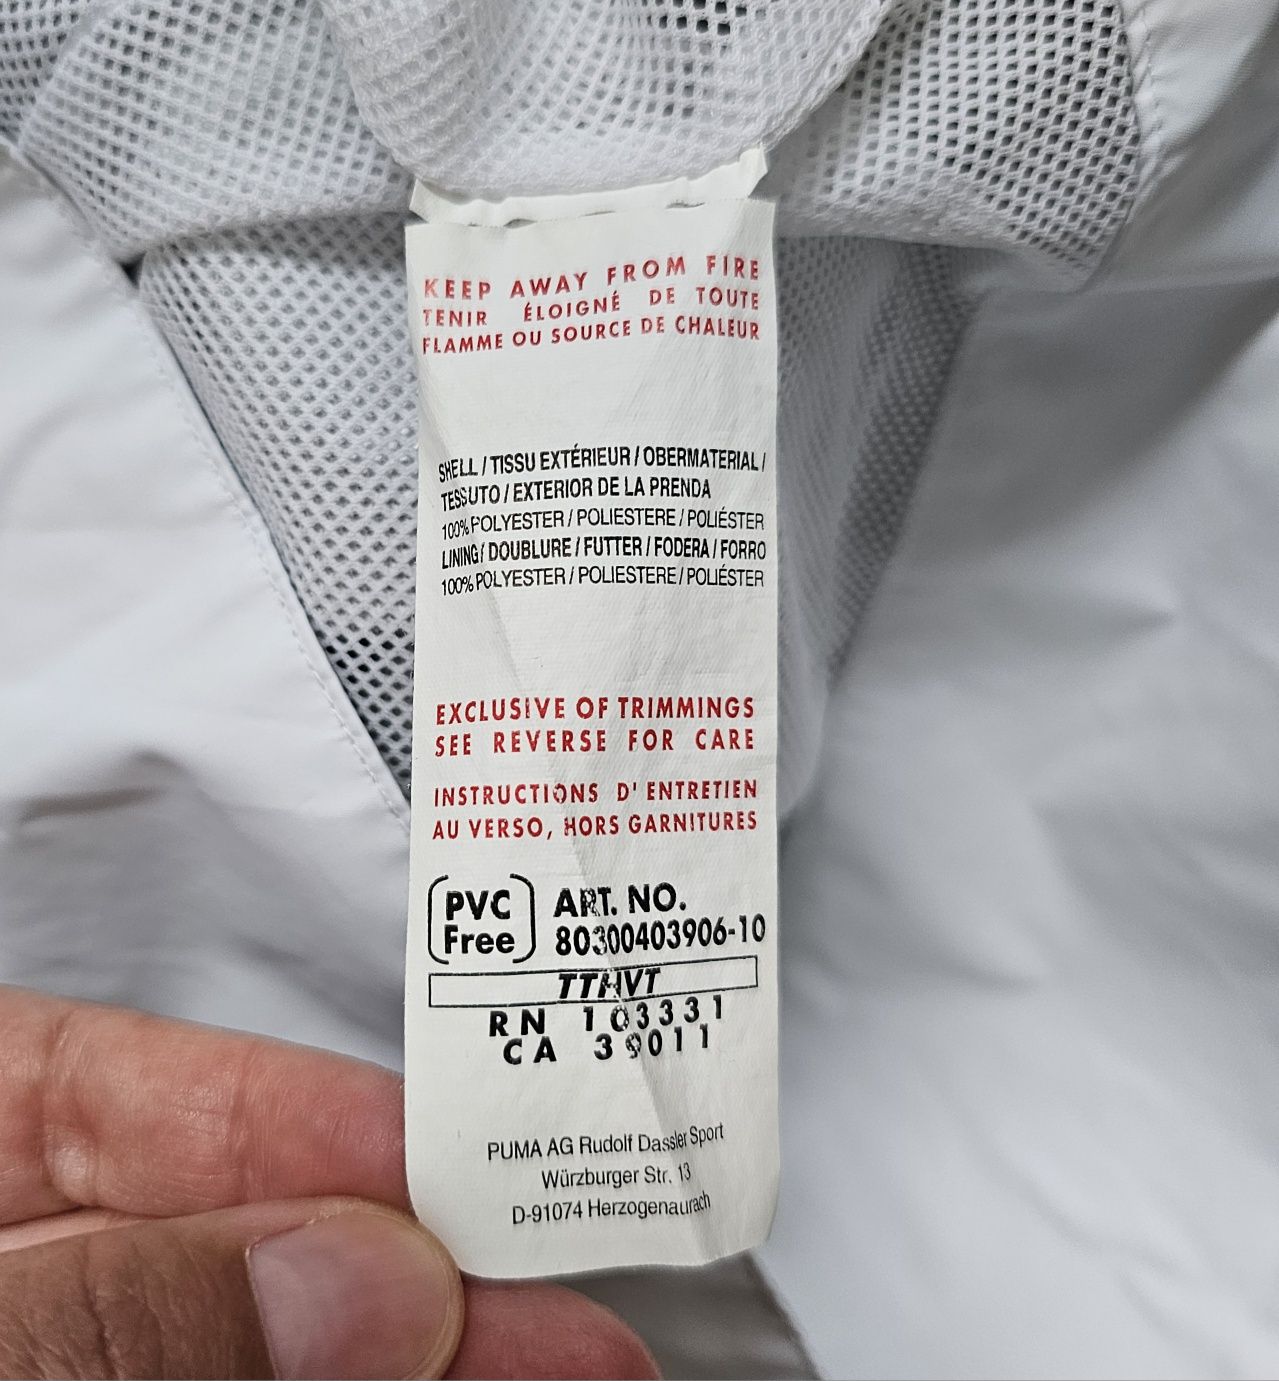 KEEP AWAY FROM FIRE
TENIR ÉLOIGNÉ DE TOUTE
FLAMME OU SOURCE DE CHALEUR
SHELL / TISSU EXTÉRIEUR / OBERMATERIAL /
TESSUTO / EXTERIOR DE LA PRENDA
100% POLYESTER / POLIESTERE / POLIÉSTER
LINING / DOUBLURE / FUTTER / FODERA / FORRO
100% POLYESTER / POLIESTERE / POLIÉSTER
EXCLUSIVE OF TRIMMINGS
SEE REVERSE FOR CARE
INSTRUCTIONS D' ENTRETIEN
AU VERSO, HORS GARNITURES
PVC
Free
ART. NO.
80300403906-10
TTHVT
RN 103331
CA 39011
PUMA AG Rudolf Dassler Sport
Würzburger Str. 13
D-91074 Herzogenaurach